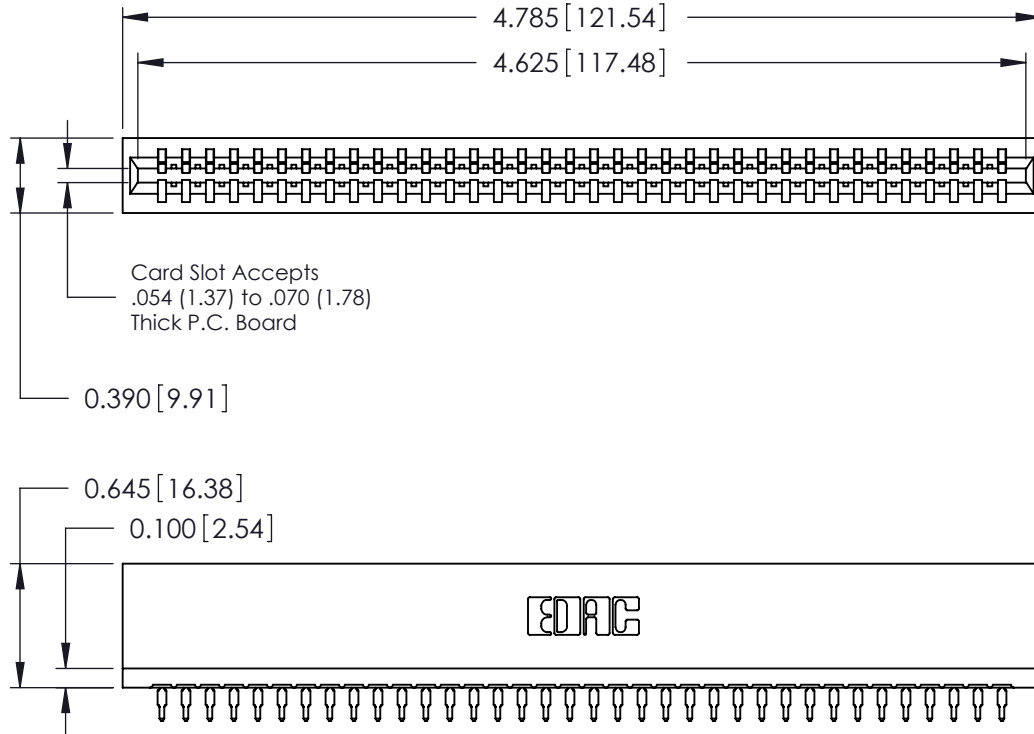 4.785 [121.54]
4.625 [117.48]
Card Slot Accepts
.054 (1.37) to .070 (1.78)
Thick P.C. Board
0.390 [9.91]
0.645 [16.38]
0.100 [2.54]
EDAC